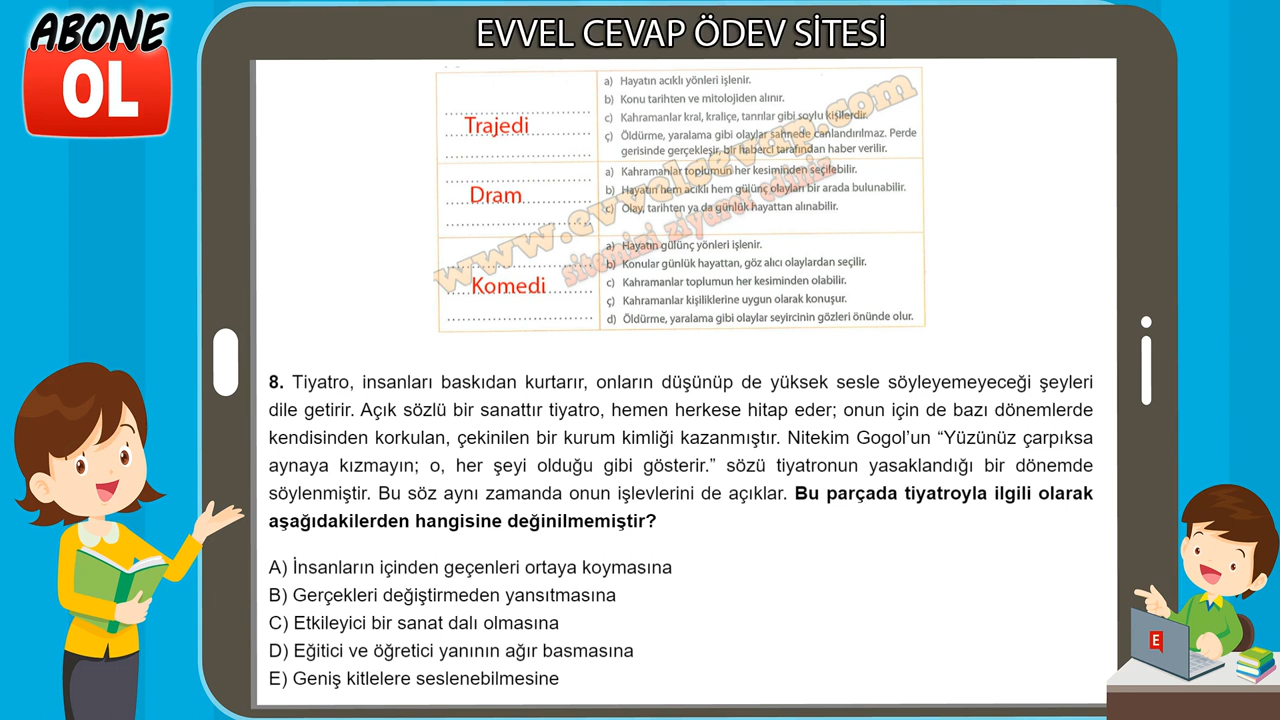 ABONE
OL
EVVEL CEVAP ÖDEV SİTESİ
Trajedi
a) Hayatın acıklı yönleri işlenir.
b) Konu tarihten ve mitolojiden alınır.
c) Kahramanlar kral, kraliçe, tanrılar gibi soylu kişilerdir.
ç) Öldürme, yaralama gibi olaylar sahnede canlandırılmaz. Perde
gerisinde gerçekleşir, bir haberci tarafından haber verilir.
Dram
a) Kahramanlar toplumun her kesiminden seçilebilir.
b) Hayatın hem acıklı hem gülünç olayları bir arada bulunabilir.
c) Olay, tarihten ya da günlük hayattan alınabilir.
Komedi
a) Hayatın gülünç yönleri işlenir.
b) Konular günlük hayattan, göz alıcı olaylardan seçilir.
c) Kahramanlar toplumun her kesiminden olabilir.
ç) Kahramanlar kişiliklerine uygun olarak konuşur.
d) Öldürme, yaralama gibi olaylar seyircinin gözleri önünde olur.
www.evvelcevap.com
sitemizi ziyaret ediniz
8. Tiyatro, insanları baskıdan kurtarır, onların düşünüp de yüksek sesle söyleyemeyeceği şeyleri
dile getirir. Açık sözlü bir sanattır tiyatro, hemen herkese hitap eder; onun için de bazı dönemlerde
kendisinden korkulan, çekinilen bir kurum kimliği kazanmıştır. Nitekim Gogol’un “Yüzünüz çarpıksa
aynaya kızmayın; o, her şeyi olduğu gibi gösterir.” sözü tiyatronun yasaklandığı bir dönemde
söylenmiştir. Bu söz aynı zamanda onun işlevlerini de açıklar. Bu parçada tiyatroyla ilgili olarak
aşağıdakilerden hangisine değinilmemiştir?
A) İnsanların içinden geçenleri ortaya koymasına
B) Gerçekleri değiştirmeden yansıtmasına
C) Etkileyici bir sanat dalı olmasına
D) Eğitici ve öğretici yanının ağır basmasına
E) Geniş kitlelere seslenebilmesine
E